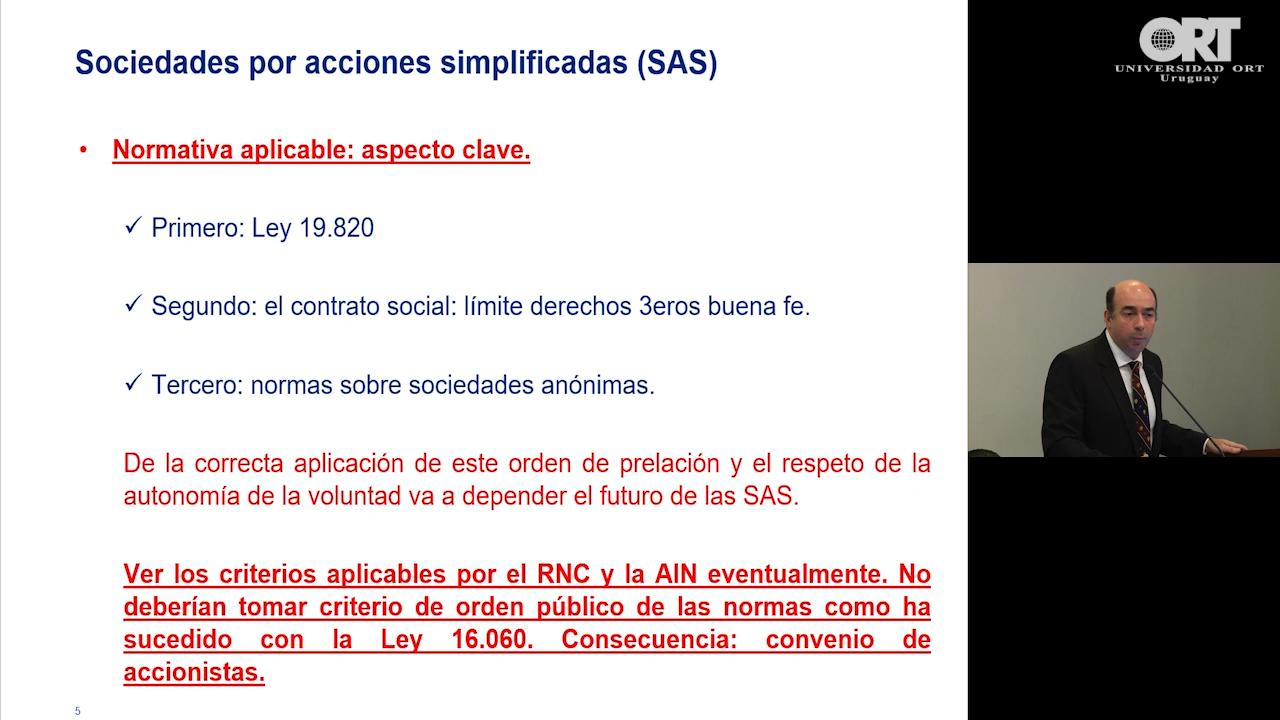 Sociedades por acciones simplificadas (SAS)
• Normativa aplicable: aspecto clave.
✓ Primero: Ley 19.820
✓ Segundo: el contrato social: límite derechos 3eros buena fe.
✓ Tercero: normas sobre sociedades anónimas.
De la correcta aplicación de este orden de prelación y el respeto de la
autonomía de la voluntad va a depender el futuro de las SAS.
Ver los criterios aplicables por el RNC y la AIN eventualmente. No
deberían tomar criterio de orden público de las normas como ha
sucedido con la Ley 16.060. Consecuencia: convenio de
accionistas.
5
ORT
UNIVERSIDAD ORT
Uruguay